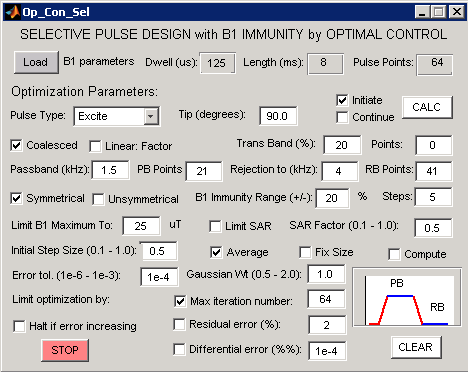 Op_Con_Sel
SELECTIVE PULSE DESIGN with B1 IMMUNITY by OPTIMAL CONTROL
Load B1 parameters Dwell (us): 125 Length (ms): 8 Pulse Points: 64
Optimization Parameters:
Initiate
Pulse Type: Excite Tip (degrees): 90.0 Continue CALC
Coalesced Linear: Factor Trans Band (%): 20 Points: 0
Passband (kHz): 1.5 PB Points 21 Rejection to (kHz): 4 RB Points: 41
Symmetrical Unsymmetrical B1 Immunity Range (+/-): 20 % Steps: 5
Limit B1 Maximum To: 25 uT Limit SAR SAR Factor (0.1 - 1.0): 0.5
Initial Step Size (0.1 - 1.0): 0.5 Average Fix Size Compute
Error tol. (1e-6 - 1e-3): 1e-4 Gaussian Wt (0.5 - 2.0): 1.0
PB
RB
Limit optimization by: Max iteration number: 64
Halt if error increasing Residual error (%): 2
STOP Differential error (%%): 1e-4 CLEAR